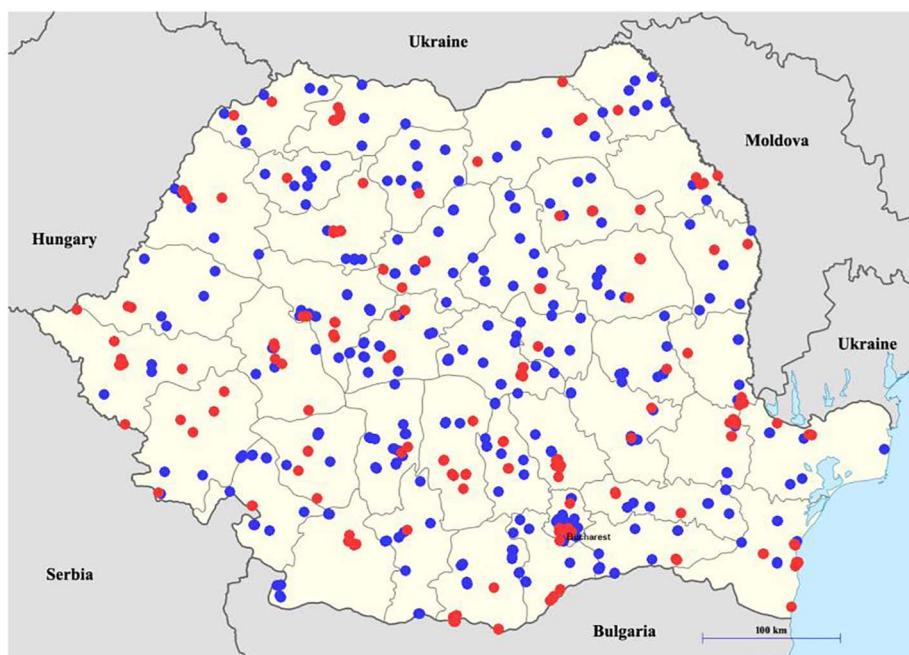 Ukraine
Moldova
Hungary
Ukraine
Bucharest
Serbia
Bulgaria
100 km